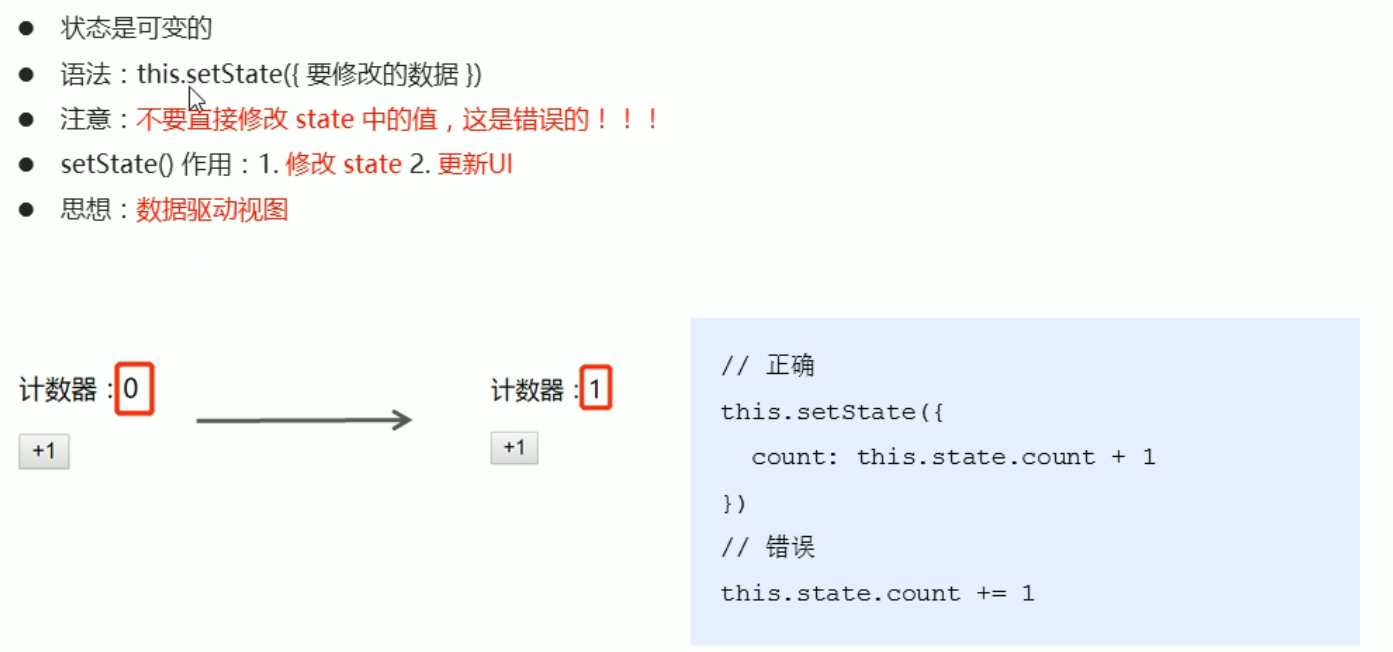 状态是可变的
语法：this.setState({ 要修改的数据 })
注意：不要直接修改 state 中的值，这是错误的！！！
setState() 作用：1. 修改 state 2. 更新UI
思想：数据驱动视图
计数器：0
+1
计数器：1
+1
// 正确
this.setState({
  count: this.state.count + 1
})
// 错误
this.state.count += 1